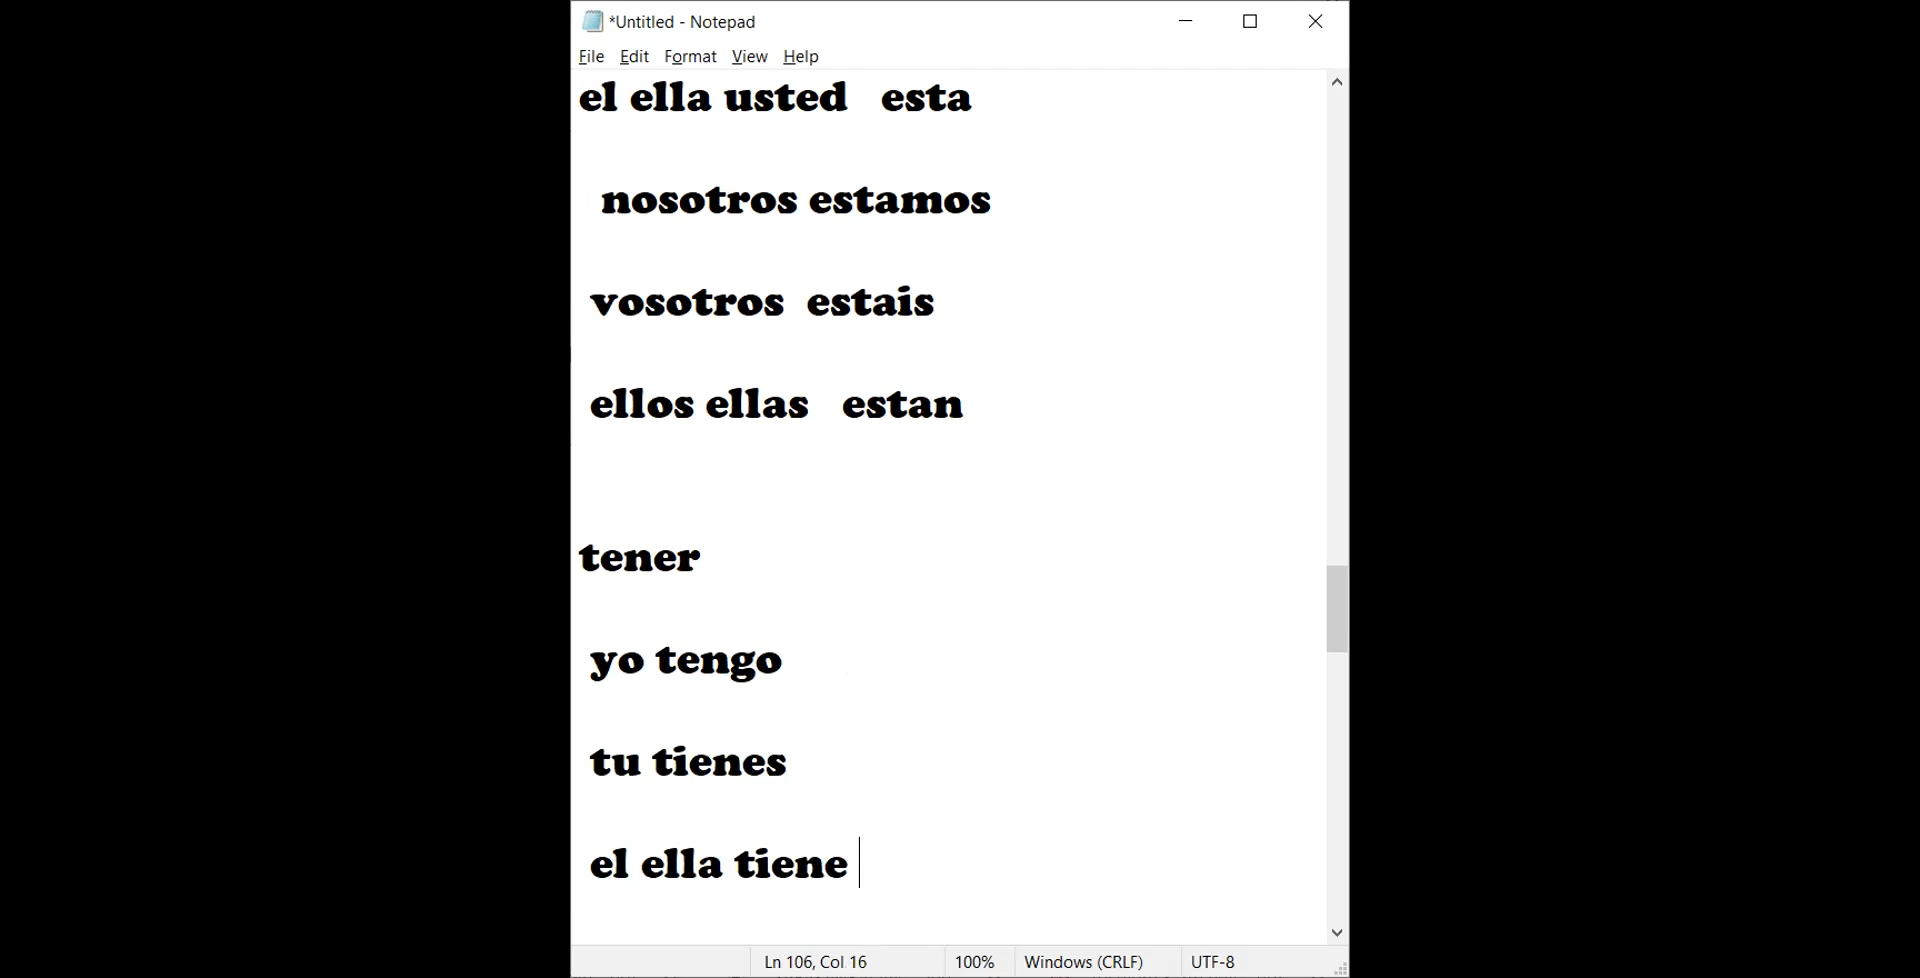 *Untitled - Notepad
File Edit Format View Help
el ella usted esta
nosotros estamos
vosotros estais
ellos ellas estan
tener
yo tengo
tu tienes
el ella tiene
Ln 106, Col 16 100% Windows (CRLF) UTF-8